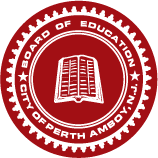 BOARD OF EDUCATION
CITY OF PERTH AMBOY, N.J.